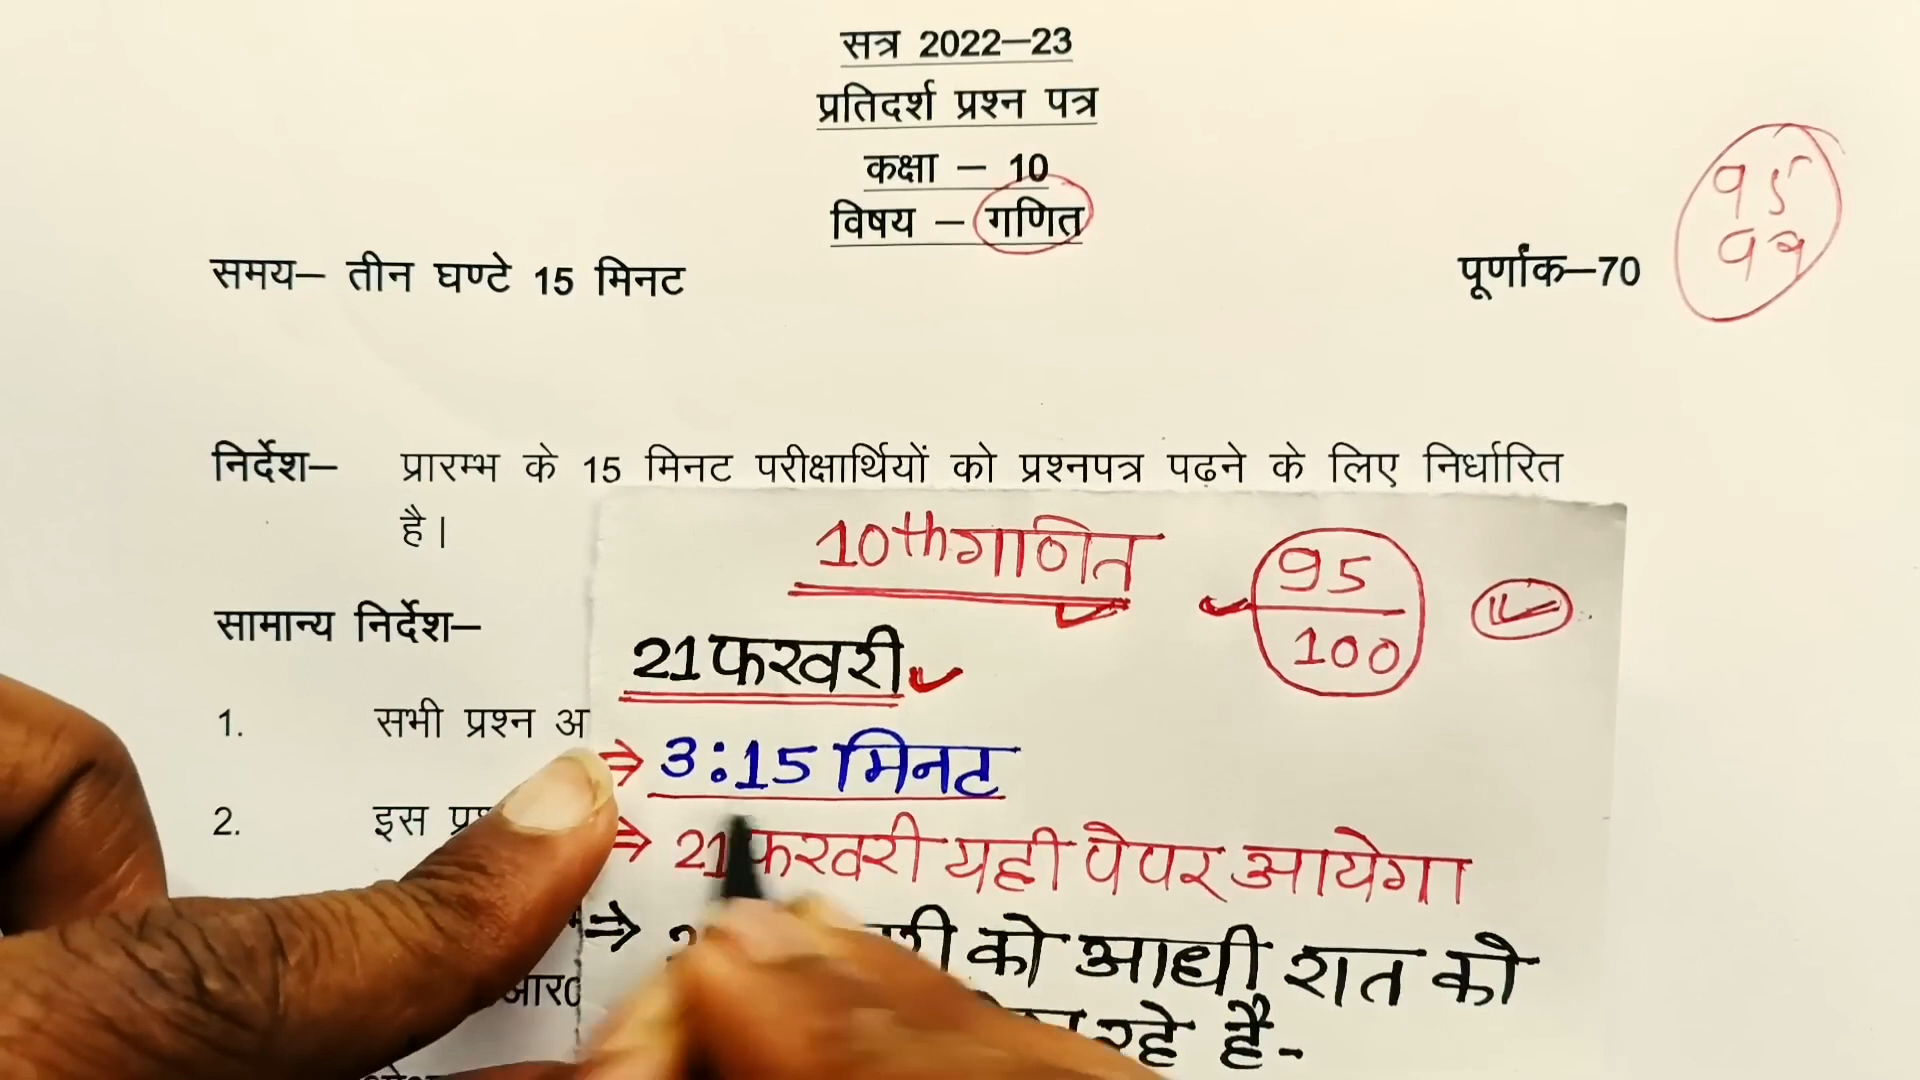 सत्र 2022–23
प्रतिदर्श प्रश्न पत्र
कक्षा – 10
विषय – गणित
समय– तीन घण्टे 15 मिनट
पूर्णांक–70
निर्देश– प्रारम्भ के 15 मिनट परीक्षार्थियों को प्रश्नपत्र पढ़ने के लिए निर्धारित
है।
10th गणित
95
100
सामान्य निर्देश–
21 फरवरी
1. सभी प्रश्न अ
⇒ 3:15 मिनट
2. इस
⇒ 21 फरवरी यही पेपर आयेगा
⇒ को आधी रात को
रहे है-